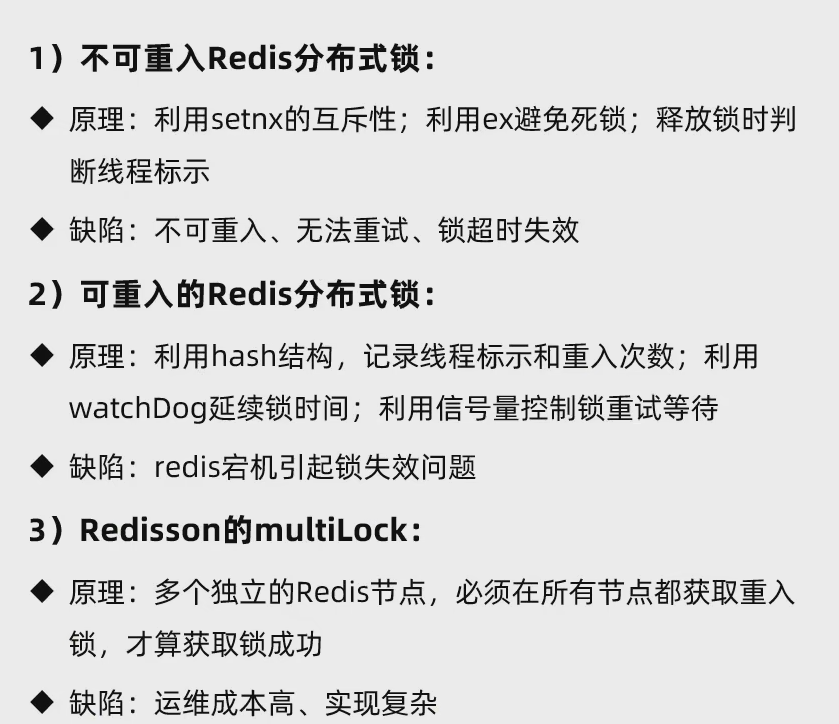 1）不可重入Redis分布式锁：
◆ 原理：利用setnx的互斥性；利用ex避免死锁；释放锁时判
断线程标示
◆ 缺陷：不可重入、无法重试、锁超时失效
2）可重入的Redis分布式锁：
◆ 原理：利用hash结构，记录线程标示和重入次数；利用
watchDog延续锁时间；利用信号量控制锁重试等待
◆ 缺陷：redis宕机引起锁失效问题
3）Redisson的multiLock：
◆ 原理：多个独立的Redis节点，必须在所有节点都获取重入
锁，才算获取锁成功
◆ 缺陷：运维成本高、实现复杂